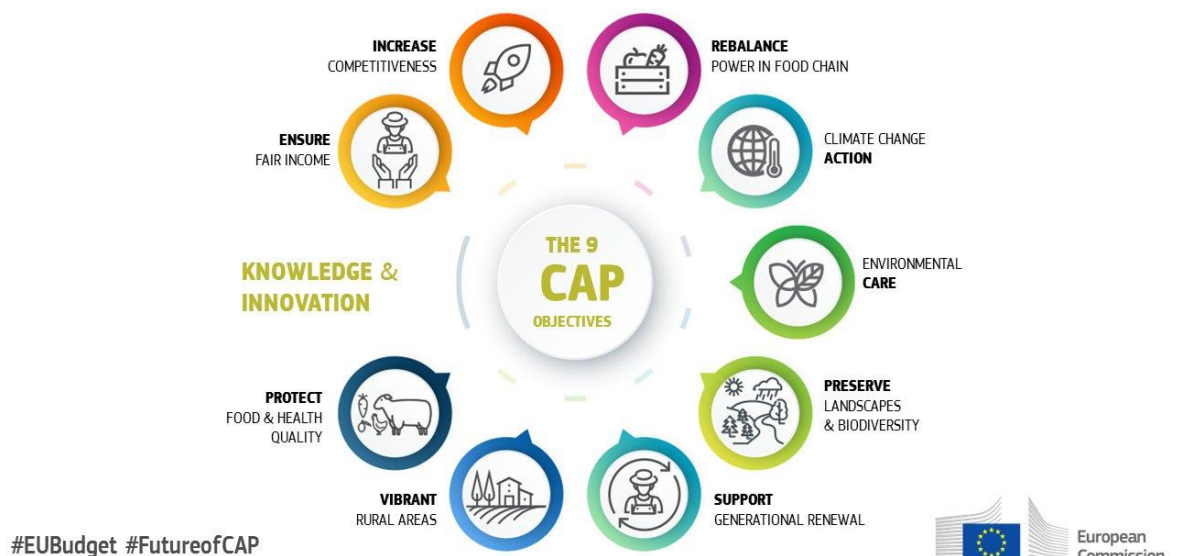 INCREASE
COMPETITIVENESS
REBALANCE
POWER IN FOOD CHAIN
ENSURE
FAIR INCOME
CLIMATE CHANGE
ACTION
THE 9
CAP
OBJECTIVES
KNOWLEDGE &
INNOVATION
ENVIRONMENTAL
CARE
PROTECT
FOOD & HEALTH
QUALITY
PRESERVE
LANDSCAPES
& BIODIVERSITY
VIBRANT
RURAL AREAS
SUPPORT
GENERATIONAL RENEWAL
#EUBudget #FutureofCAP
European
Commission